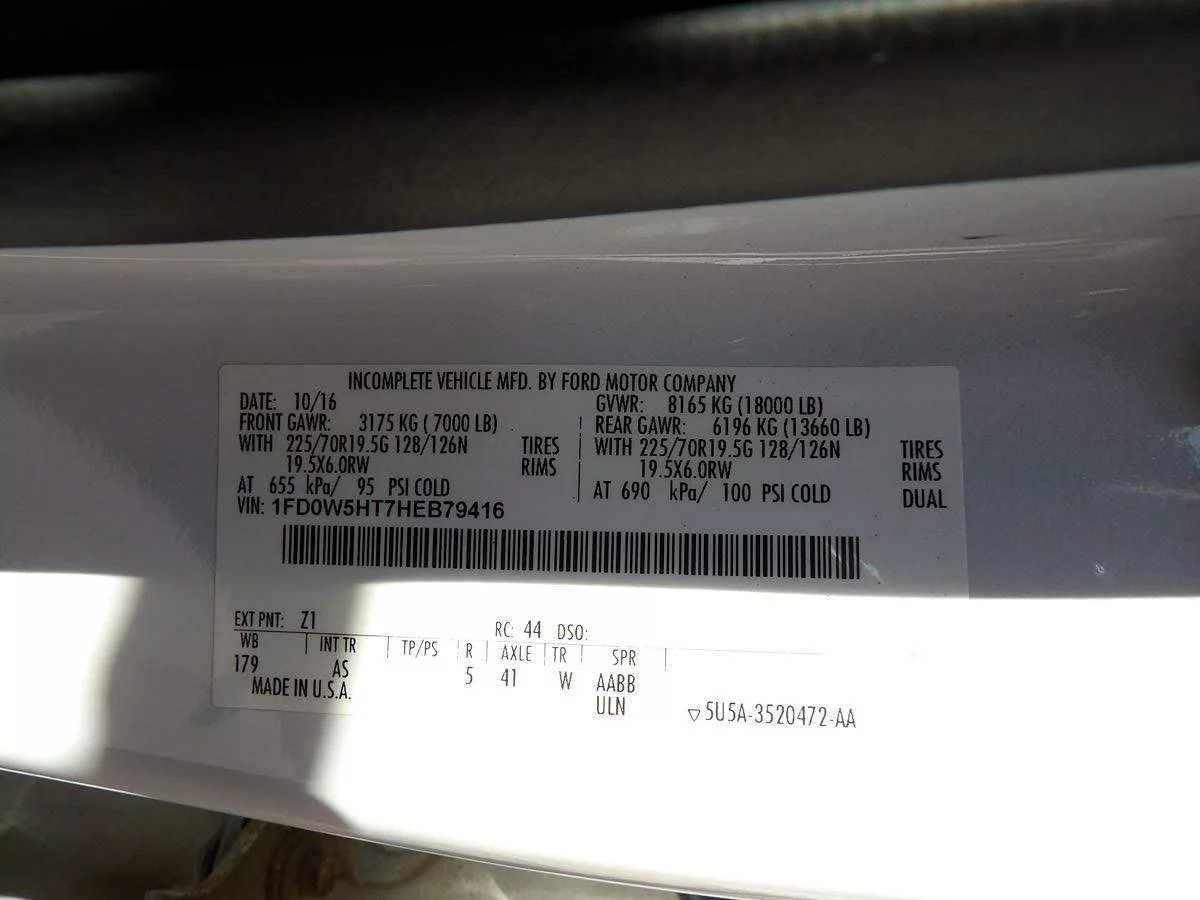 INCOMPLETE VEHICLE MFD. BY FORD MOTOR COMPANY
DATE: 10/16 GVWR: 8165 KG (18000 LB)
FRONT GAWR: 3175 KG ( 7000 LB) REAR GAWR: 6196 KG (13660 LB)
WITH 225/70R19.5G 128/126N TIRES WITH 225/70R19.5G 128/126N TIRES
19.5X6.0RW RIMS 19.5X6.0RW RIMS
AT 655 kPa/ 95 PSI COLD AT 690 kPa/ 100 PSI COLD DUAL
VIN: 1FD0W5HT7HEB79416
EXT PNT: Z1 RC: 44 DSO:
WB INT TR TP/PS R AXLE TR SPR
179 AS 5 41 W AABB
MADE IN U.S.A. ULN
5U5A-3520472-AA